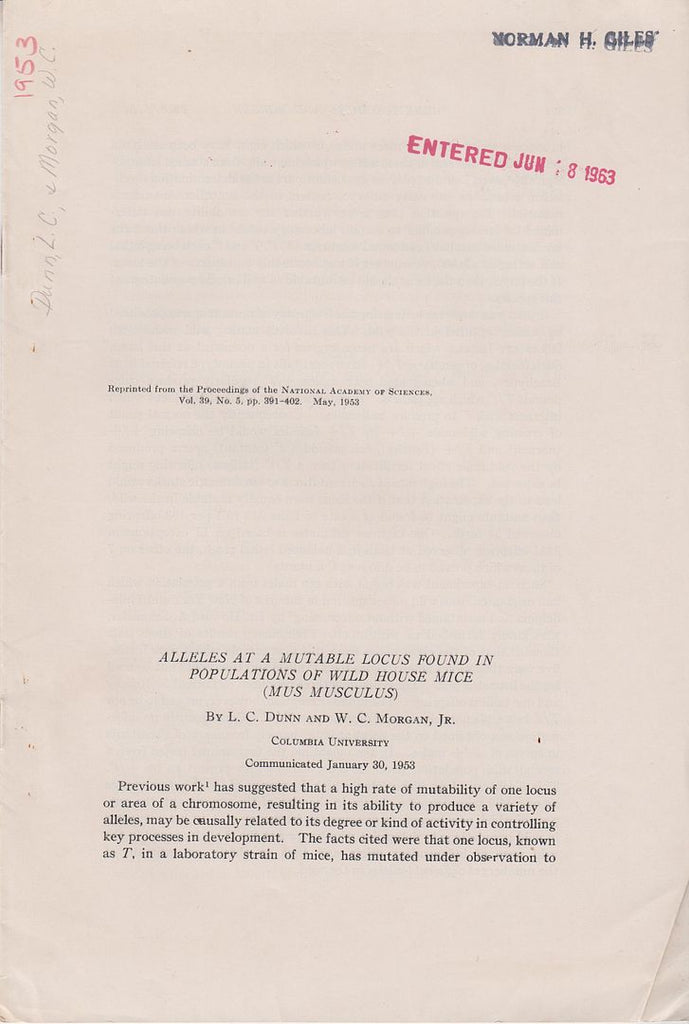 NORMAN H. GILES
1953
Dunn, L.C., & Morgan, W.C.
ENTERED JUN 8 1963
Reprinted from the Proceedings of the NATIONAL ACADEMY OF SCIENCES,
Vol. 39, No. 5, pp. 391–402. May, 1953
ALLELES AT A MUTABLE LOCUS FOUND IN
POPULATIONS OF WILD HOUSE MICE
(MUS MUSCULUS)
BY L. C. DUNN AND W. C. MORGAN, JR.
COLUMBIA UNIVERSITY
Communicated January 30, 1953
Previous work¹ has suggested that a high rate of mutability of one locus
or area of a chromosome, resulting in its ability to produce a variety of
alleles, may be causally related to its degree or kind of activity in controlling
key processes in development. The facts cited were that one locus, known
as T, in a laboratory strain of mice, has mutated under observation to